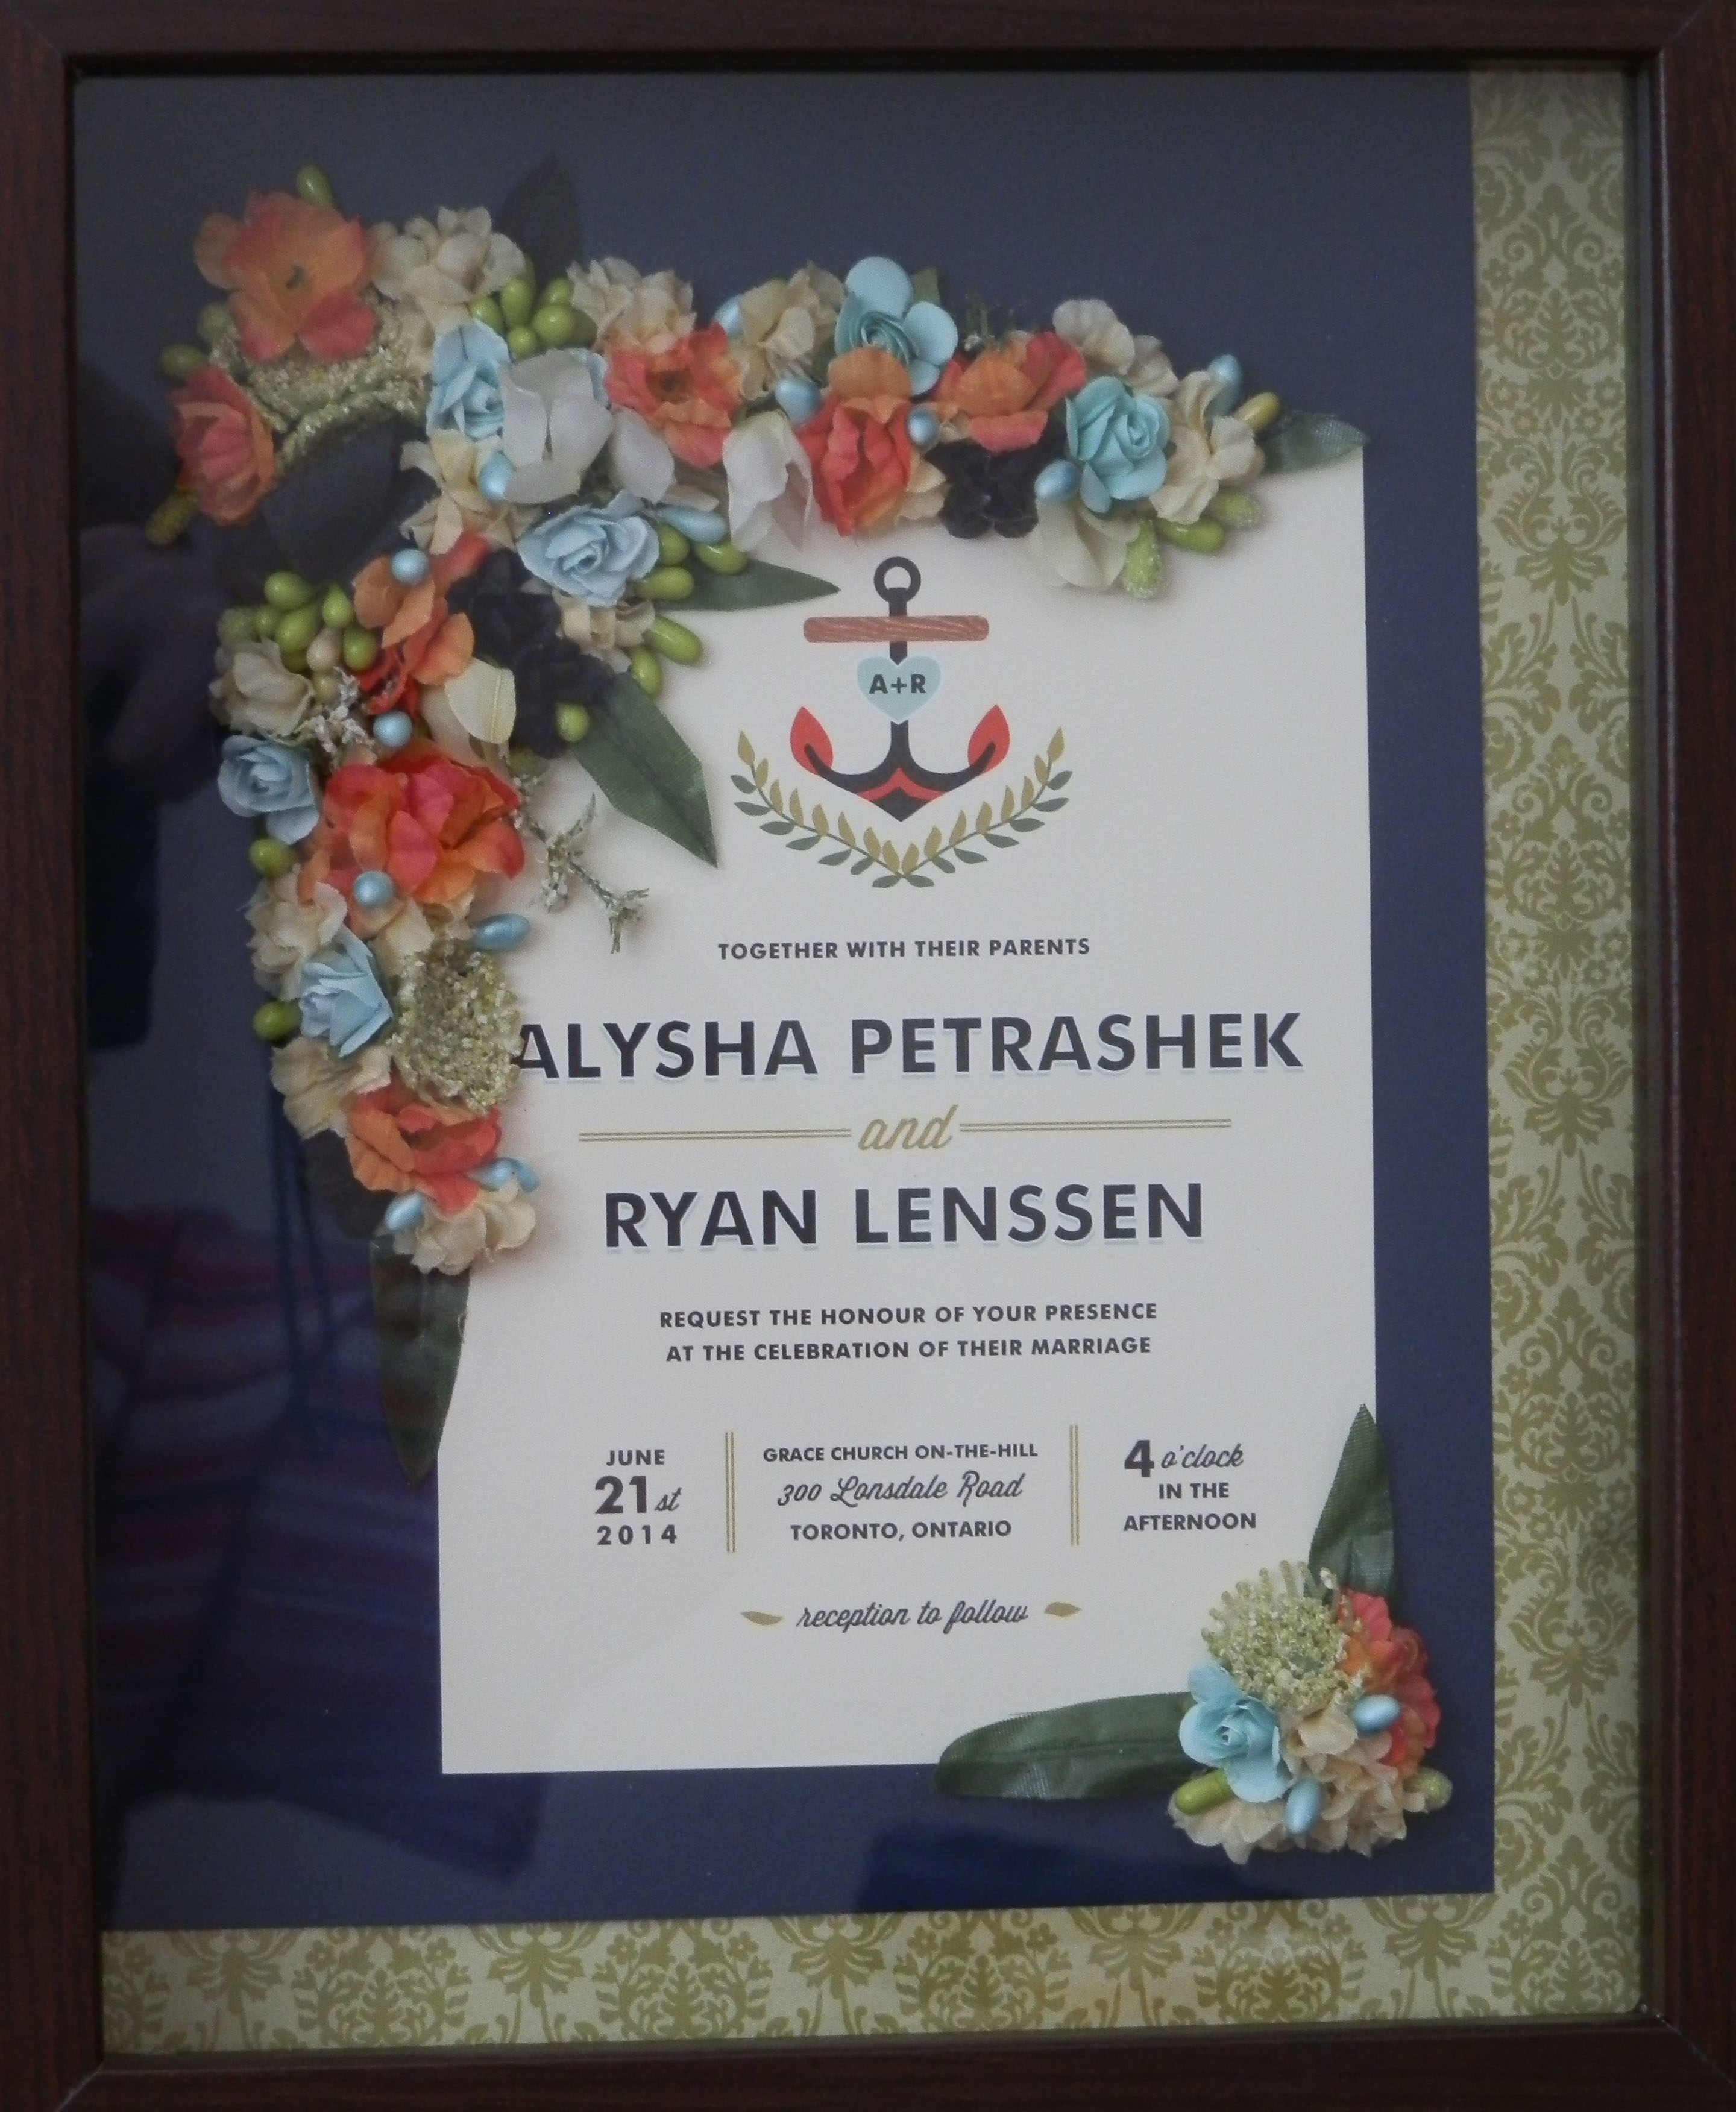 A+R
TOGETHER WITH THEIR PARENTS
ALYSHA PETRASHEK
and
RYAN LENSSEN
REQUEST THE HONOUR OF YOUR PRESENCE
AT THE CELEBRATION OF THEIR MARRIAGE
JUNE
21st
2014
GRACE CHURCH ON-THE-HILL
300 Lonsdale Road
TORONTO, ONTARIO
4 o'clock
IN THE
AFTERNOON
reception to follow